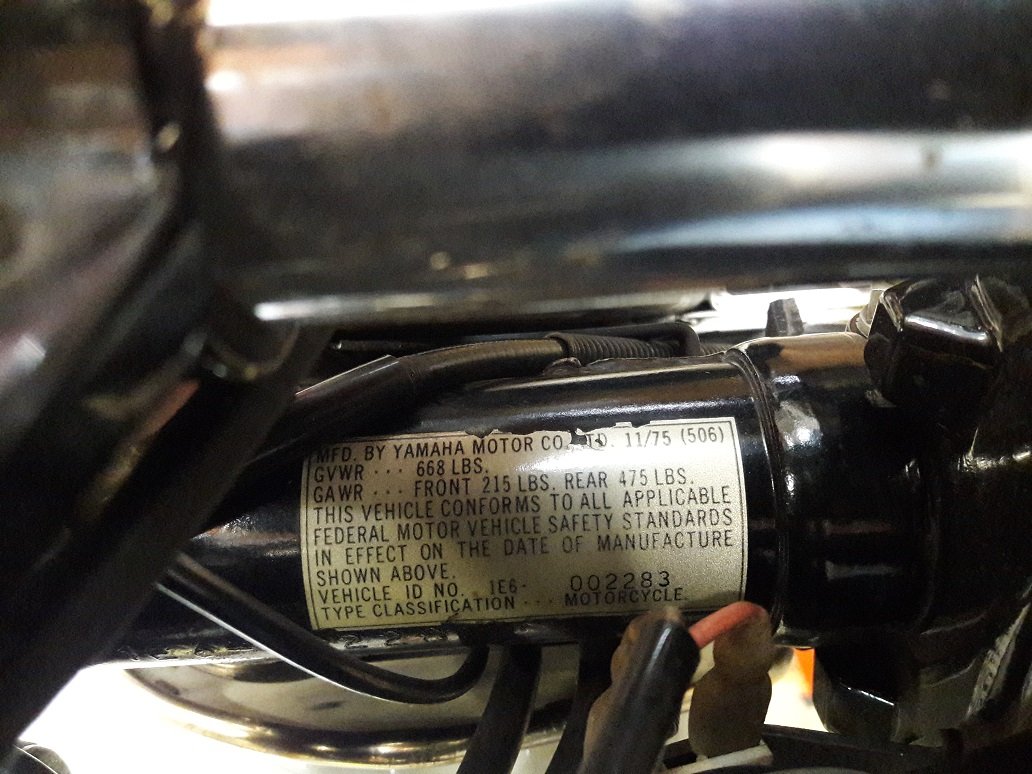 MFD. BY YAMAHA MOTOR CO. LTD. 11/75 (506)
GVWR ... 668 LBS.
GAWR ... FRONT 215 LBS. REAR 475 LBS.
THIS VEHICLE CONFORMS TO ALL APPLICABLE
FEDERAL MOTOR VEHICLE SAFETY STANDARDS
IN EFFECT ON THE DATE OF MANUFACTURE
SHOWN ABOVE.
VEHICLE ID NO. 1E6- 002283
TYPE CLASSIFICATION ... MOTORCYCLE.